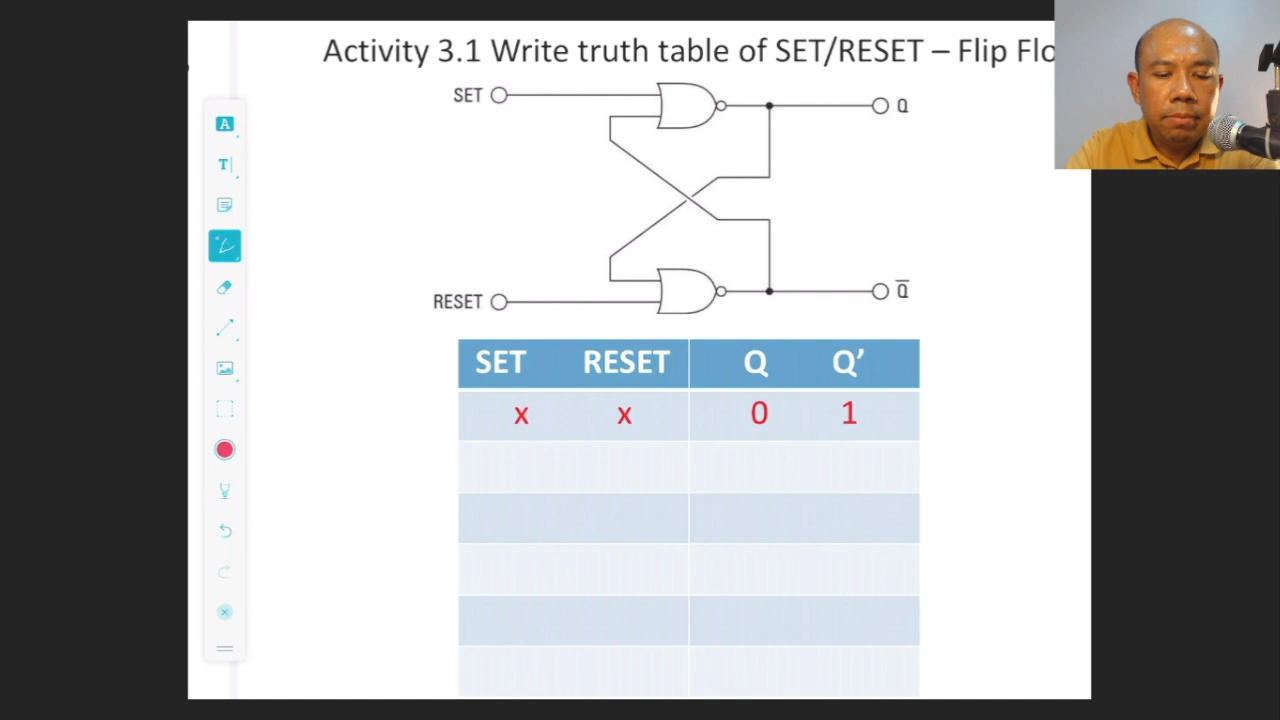 Activity 3.1 Write truth table of SET/RESET – Flip Flo
SET
Q
RESET
Q̅
SET RESET Q Q’
x x 0 1
A
T